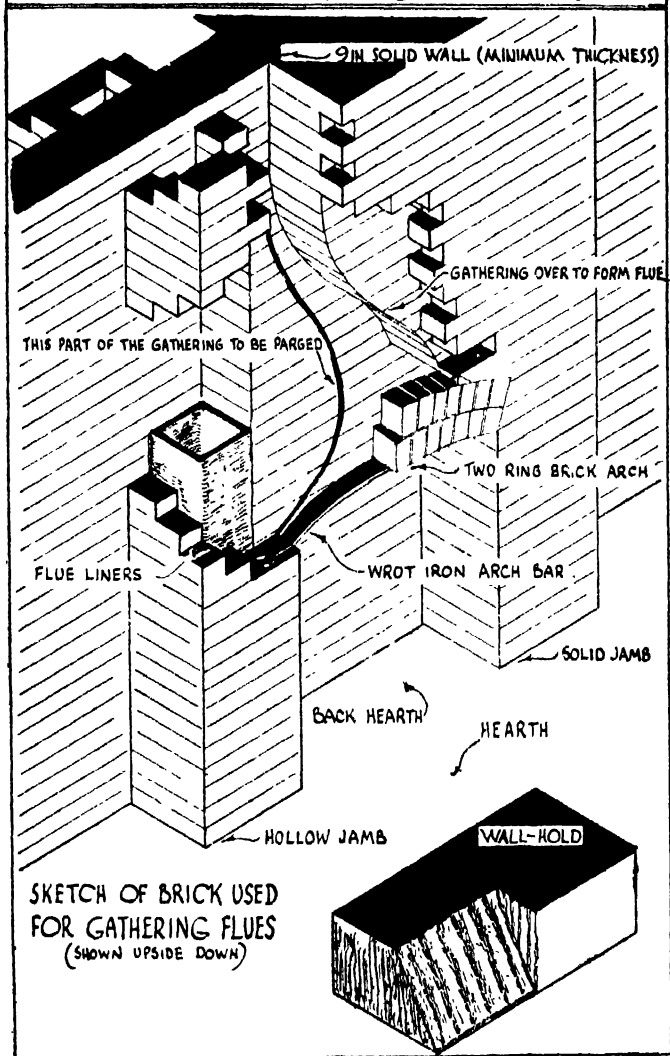 9IN SOLID WALL (MINIMUM THICKNESS)
GATHERING OVER TO FORM FLUE
THIS PART OF THE GATHERING TO BE PARGED
TWO RING BRICK ARCH
FLUE LINERS
WROT IRON ARCH BAR
SOLID JAMB
BACK HEARTH
HEARTH
HOLLOW JAMB
WALL-HOLD
SKETCH OF BRICK USED
FOR GATHERING FLUES
(SHOWN UPSIDE DOWN)